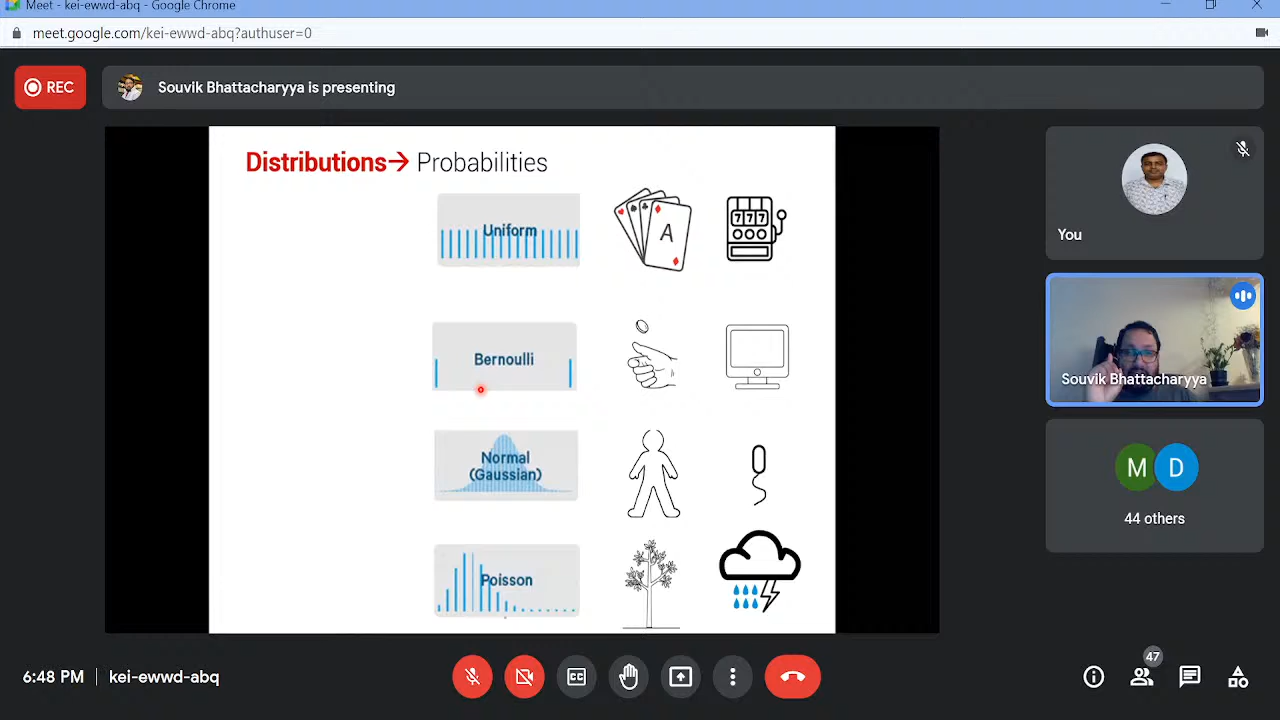 Meet - kei-ewwd-abq - Google Chrome
meet.google.com/kei-ewwd-abq?authuser=0
REC
Souvik Bhattacharyya is presenting
Distributions→ Probabilities
Uniform
A
777
Bernoulli
Normal
(Gaussian)
Poisson
You
Souvik Bhattacharyya
M D
44 others
6:48 PM | kei-ewwd-abq
CC
47